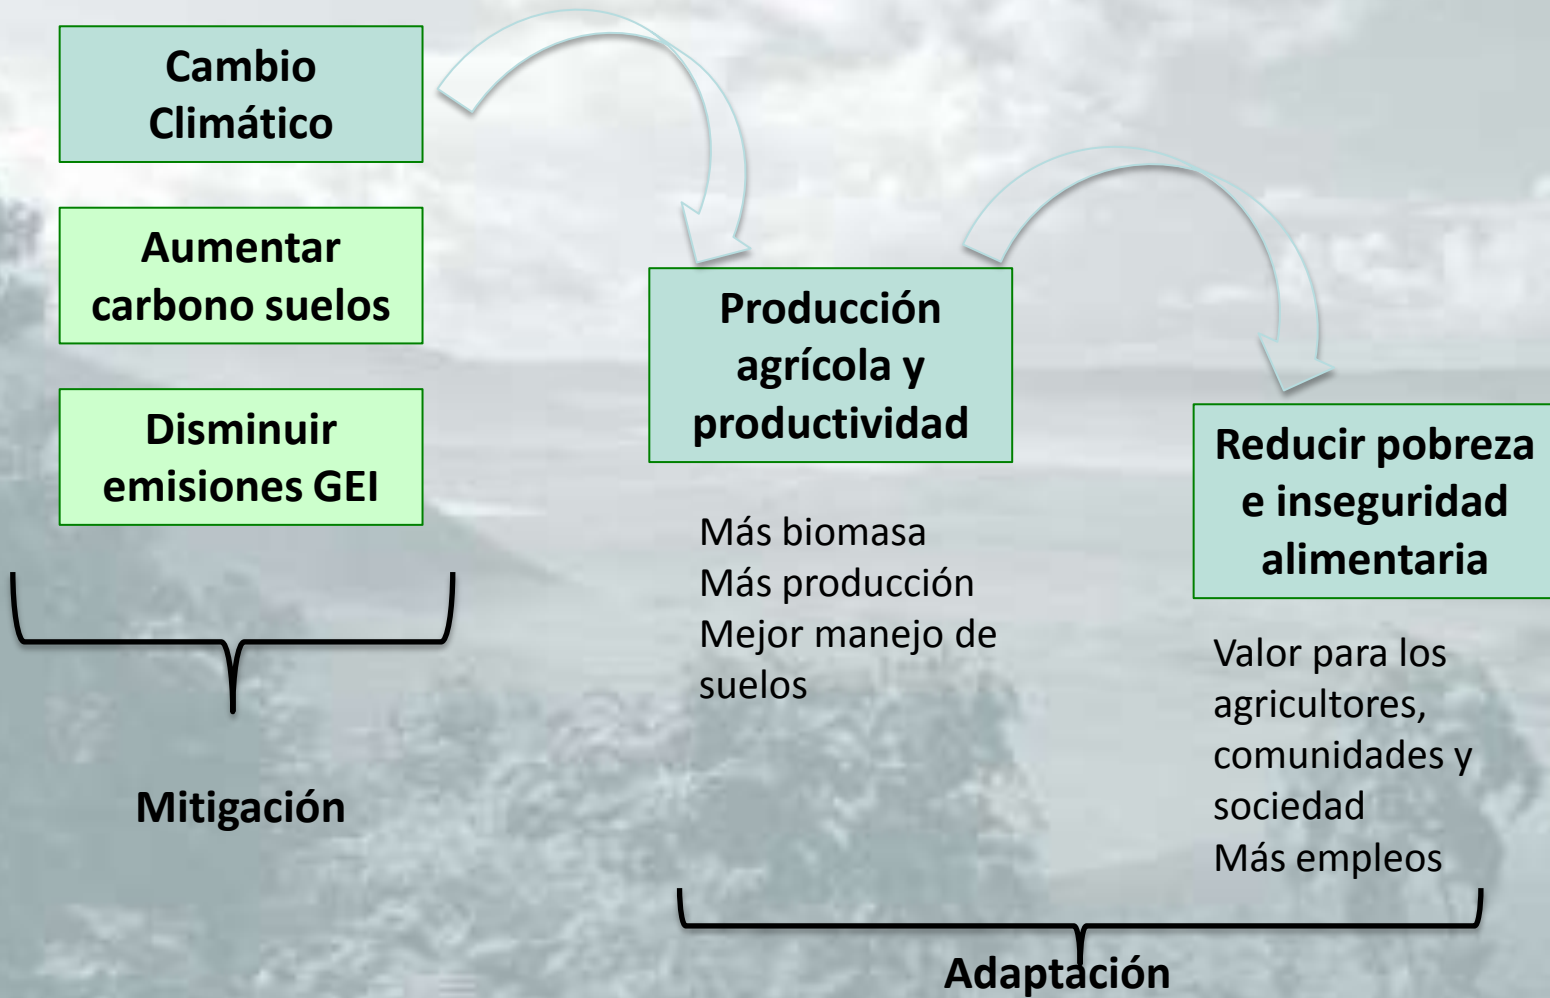 Cambio
Climático
Aumentar
carbono suelos
Disminuir
emisiones GEI
Mitigación
Producción
agrícola y
productividad
Más biomasa
Más producción
Mejor manejo de
suelos
Reducir pobreza
e inseguridad
alimentaria
Valor para los
agricultores,
comunidades y
sociedad
Más empleos
Adaptación